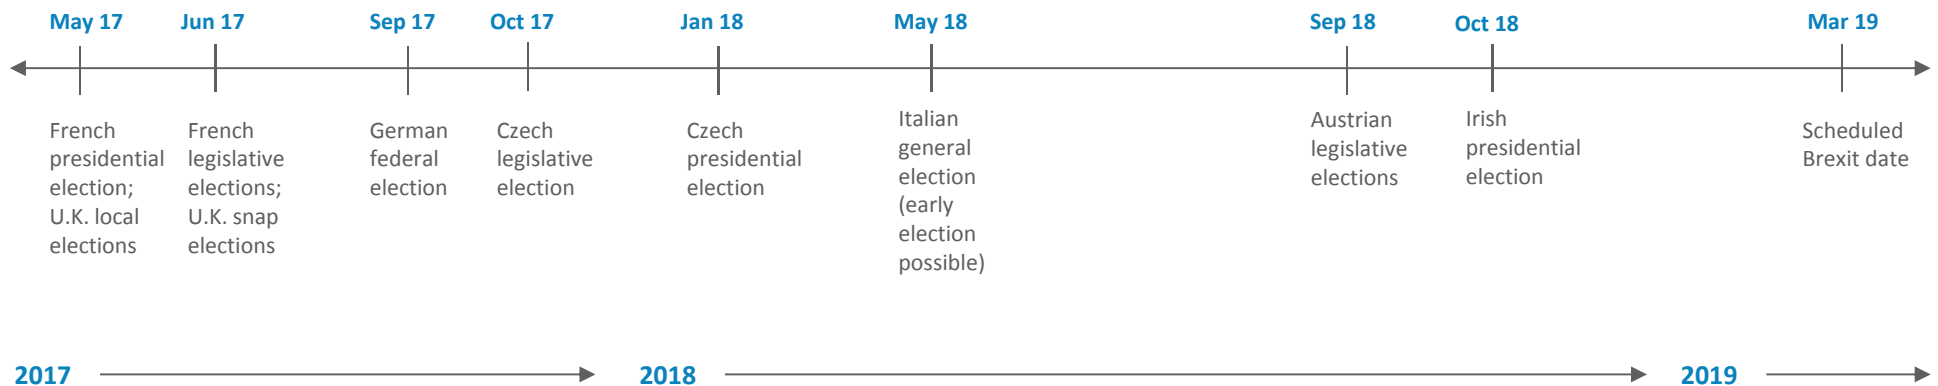 May 17
Jun 17
Sep 17
Oct 17
Jan 18
May 18
Sep 18
Oct 18
Mar 19
French
presidential
election;
U.K. local
elections
French
legislative
elections;
U.K. snap
elections
German
federal
election
Czech
legislative
election
Czech
presidential
election
Italian
general
election
(early
election
possible)
Austrian
legislative
elections
Irish
presidential
election
Scheduled
Brexit date
2017
2018
2019